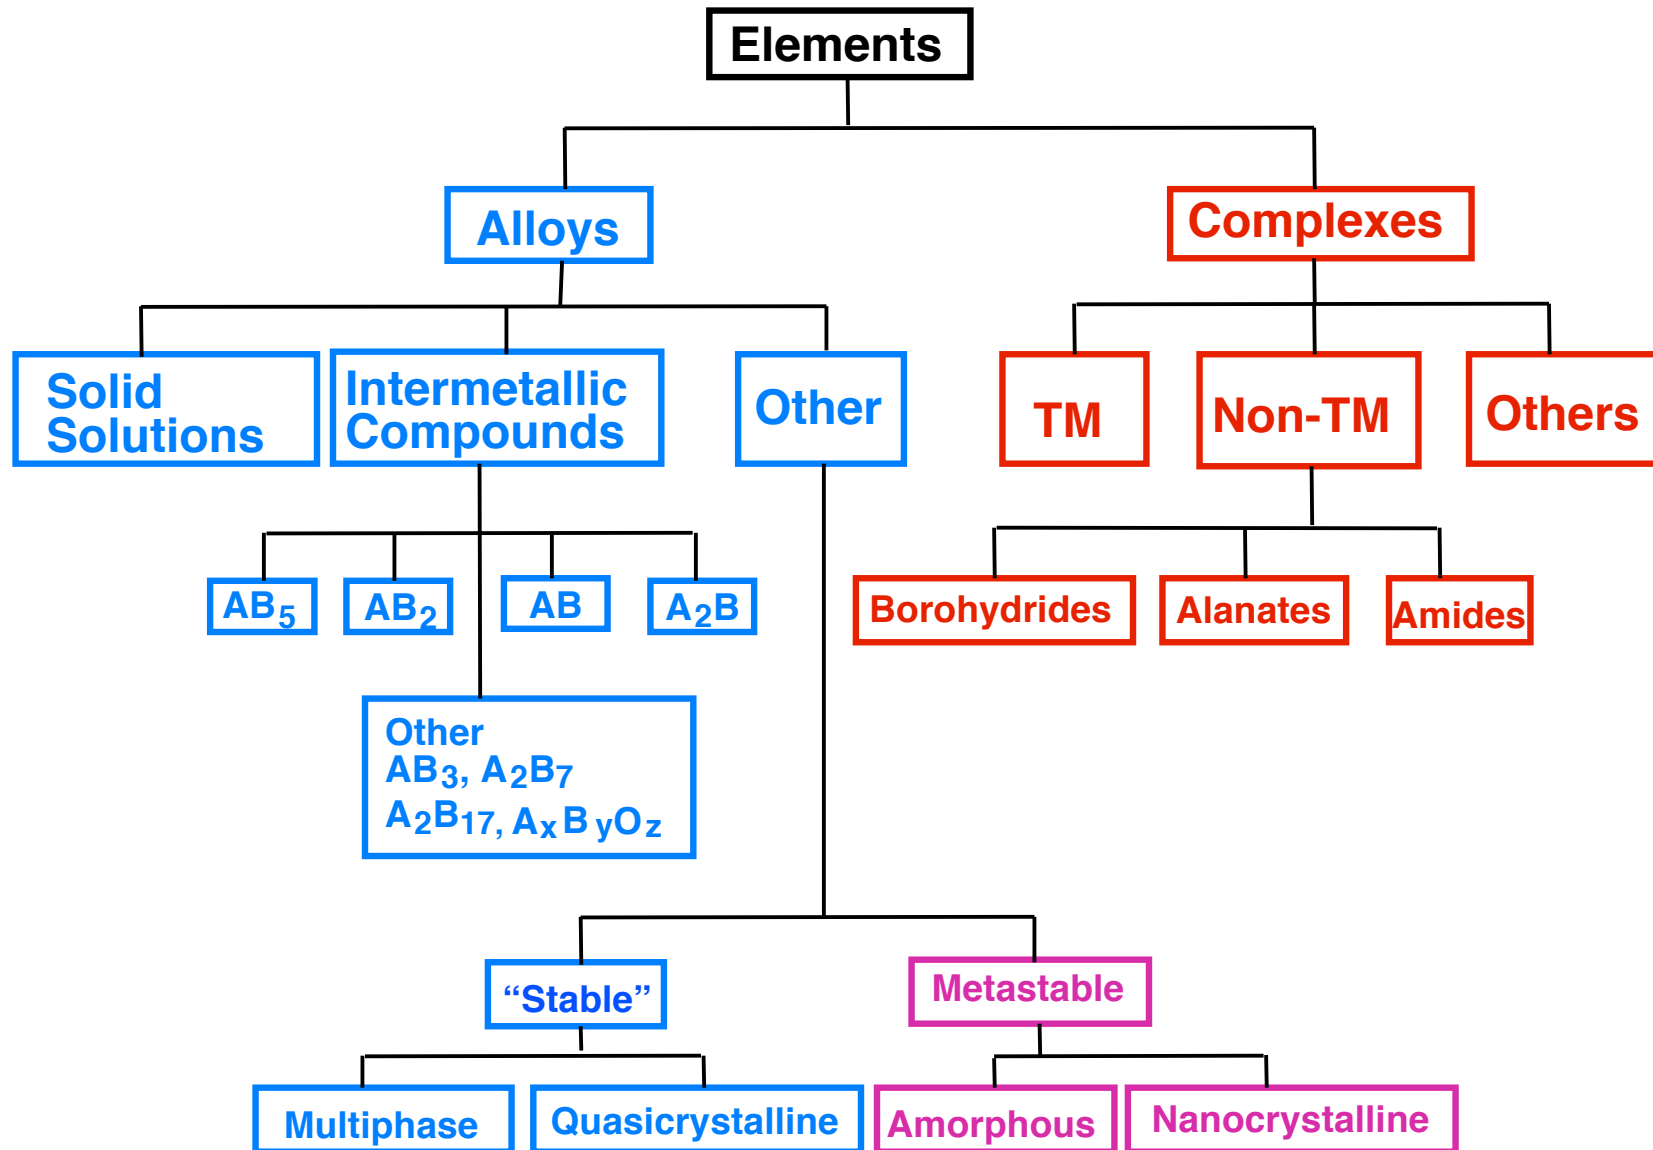 Elements
Alloys
Complexes
Solid
Solutions
Intermetallic
Compounds
Other
TM
Non-TM
Others
AB5
AB2
AB
A2B
Borohydrides
Alanates
Amides
Other
AB3, A2B7
A2B17, AxByOz
“Stable”
Metastable
Multiphase
Quasicrystalline
Amorphous
Nanocrystalline